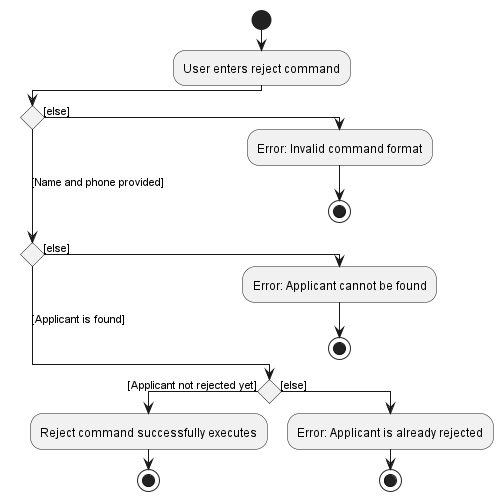 User enters reject command
[else]
Error: Invalid command format
[Name and phone provided]
[else]
Error: Applicant cannot be found
[Applicant is found]
[Applicant not rejected yet]
[else]
Reject command successfully executes
Error: Applicant is already rejected